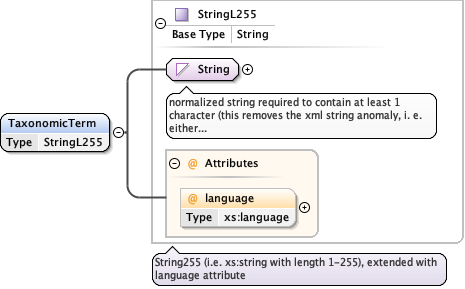 StringL255
Base Type String
String
normalized string required to contain at least 1
character (this removes the xml string anomaly, i. e.
either...
TaxonomicTerm
Type StringL255
@ Attributes
@ language
Type xs:language
String255 (i.e. xs:string with length 1-255), extended with
language attribute